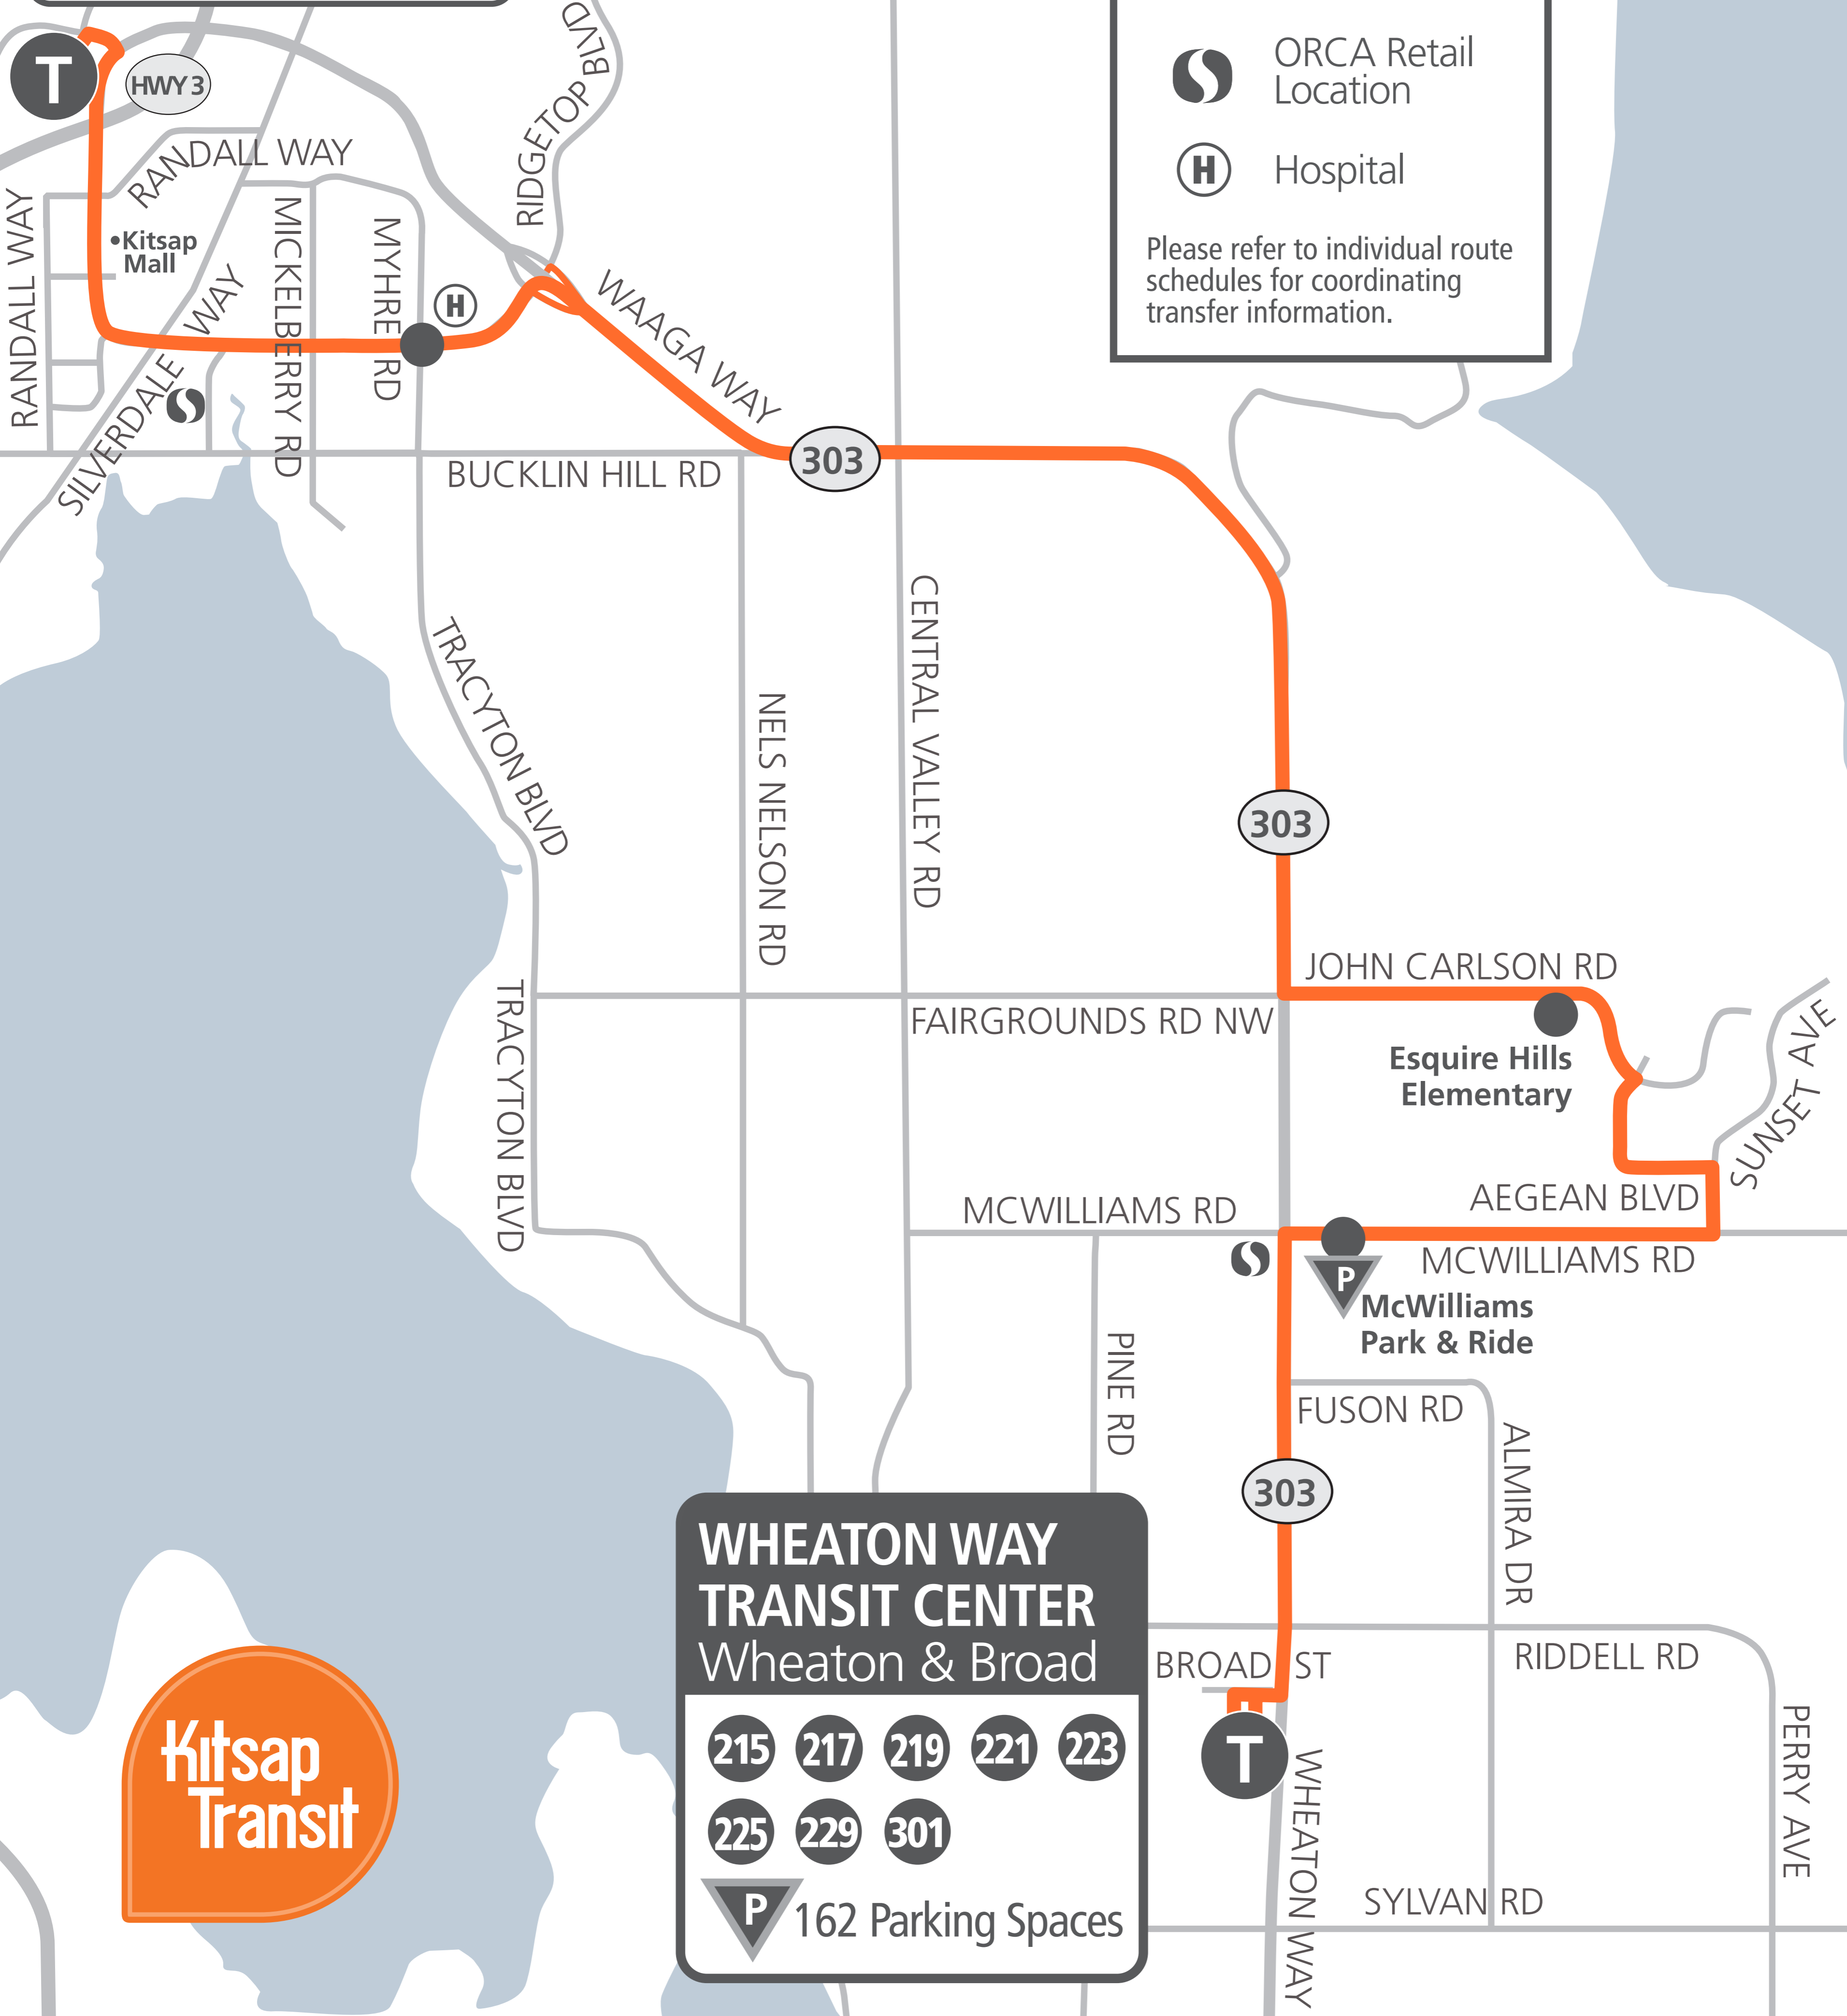 T
HWY 3
RIDGETOP BLVD
ORCA Retail
Location
H
Hospital
Please refer to individual route
schedules for coordinating
transfer information.
RANDALL WAY
RANDALL WAY
•Kitsap
Mall
MICKELBERRY RD
MYHRE RD
H
WAAGA WAY
SILVERDALE WAY
BUCKLIN HILL RD
303
TRACYTON BLVD
NELS NELSON RD
CENTRAL VALLEY RD
303
JOHN CARLSON RD
FAIRGROUNDS RD NW
Esquire Hills
Elementary
SUNSET AVE
TRACYTON BLVD
AEGEAN BLVD
MCWILLIAMS RD
MCWILLIAMS RD
P
McWilliams
Park & Ride
PINE RD
FUSON RD
ALMIRA DR
303
WHEATON WAY
TRANSIT CENTER
Wheaton & Broad
215 217 219 221 223
225 229 301
P 162 Parking Spaces
BROAD ST
RIDDELL RD
T
WHEATON WAY
PERRY AVE
SYLVAN RD
Kitsap
Transit